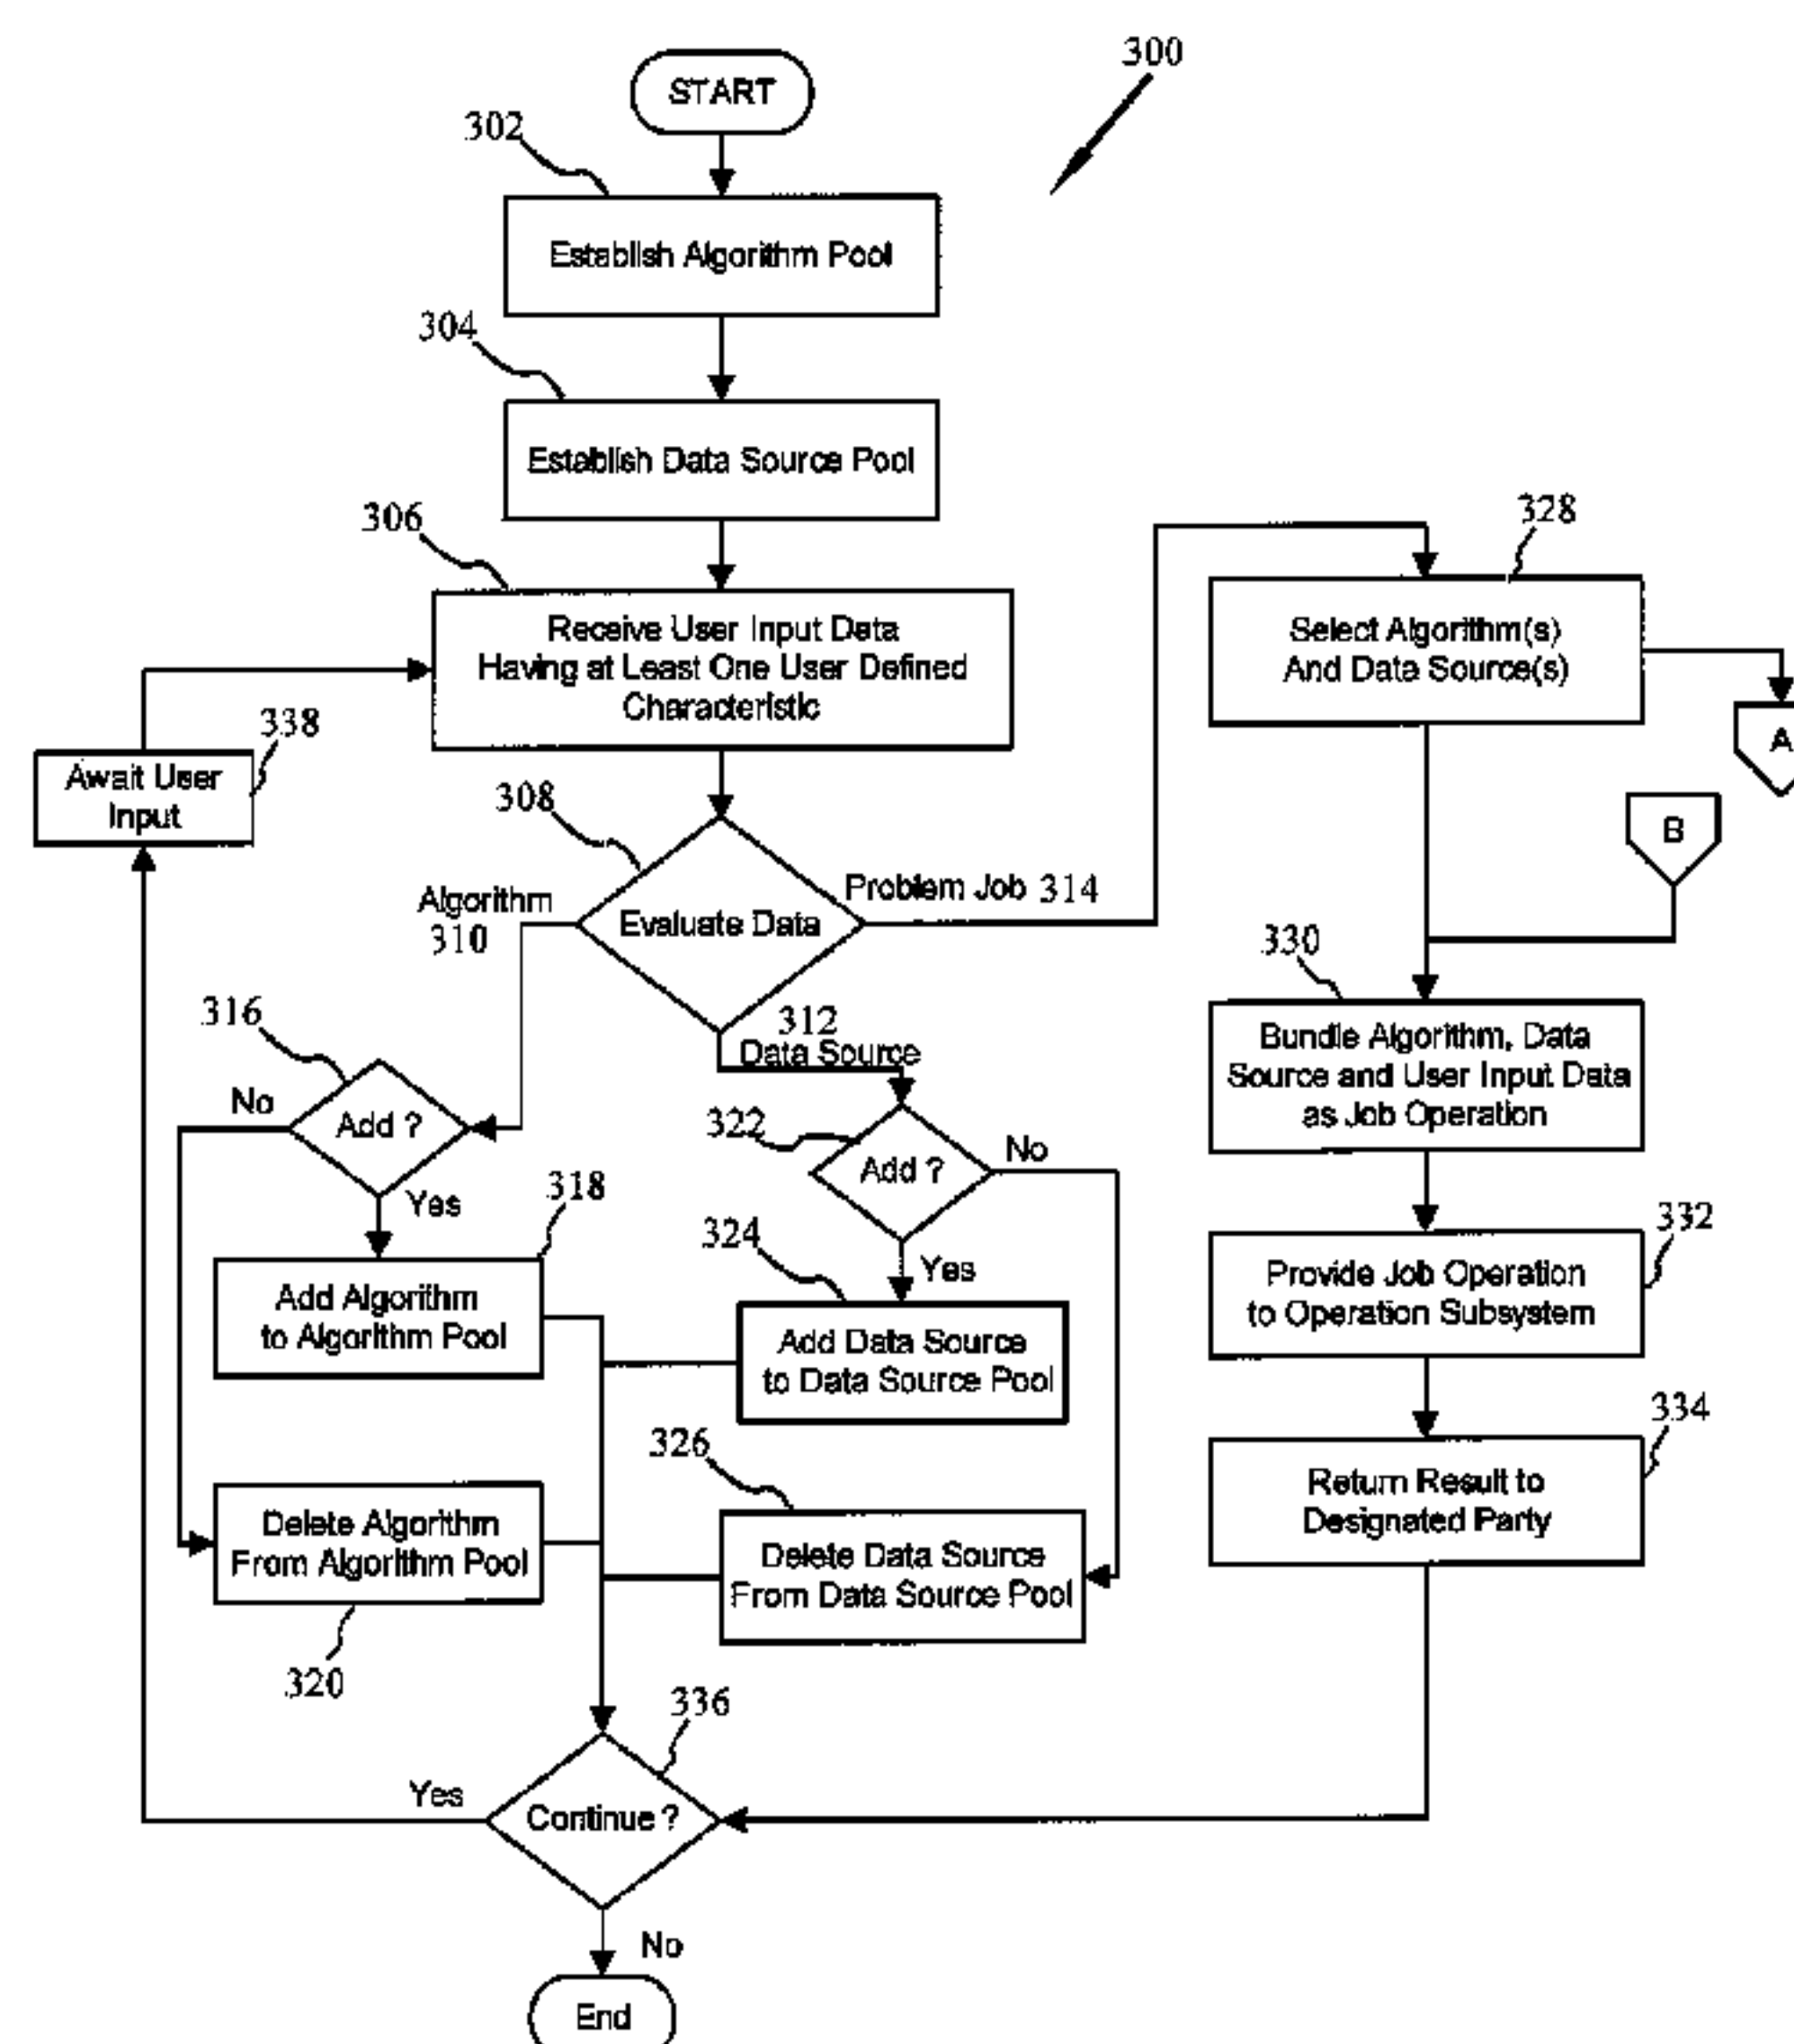 300
START
302
Establish Algorithm Pool
304
Establish Data Source Pool
306
328
Receive User Input Data
Having at Least One User Defined
Characteristic
Select Algorithm(s)
And Data Source(s)
338
A
Await User
Input
308
B
Algorithm
310
Evaluate Data
Problem Job 314
330
316
312
Data Source
Bundle Algorithm, Data
Source and User Input Data
as Job Operation
No
Add ?
322
Add ?
No
Yes
318
324
Yes
332
Add Algorithm
to Algorithm Pool
Add Data Source
to Data Source Pool
Provide Job Operation
to Operation Subsystem
334
326
Delete Algorithm
From Algorithm Pool
Delete Data Source
From Data Source Pool
Return Result to
Designated Party
320
336
Yes
Continue ?
No
End